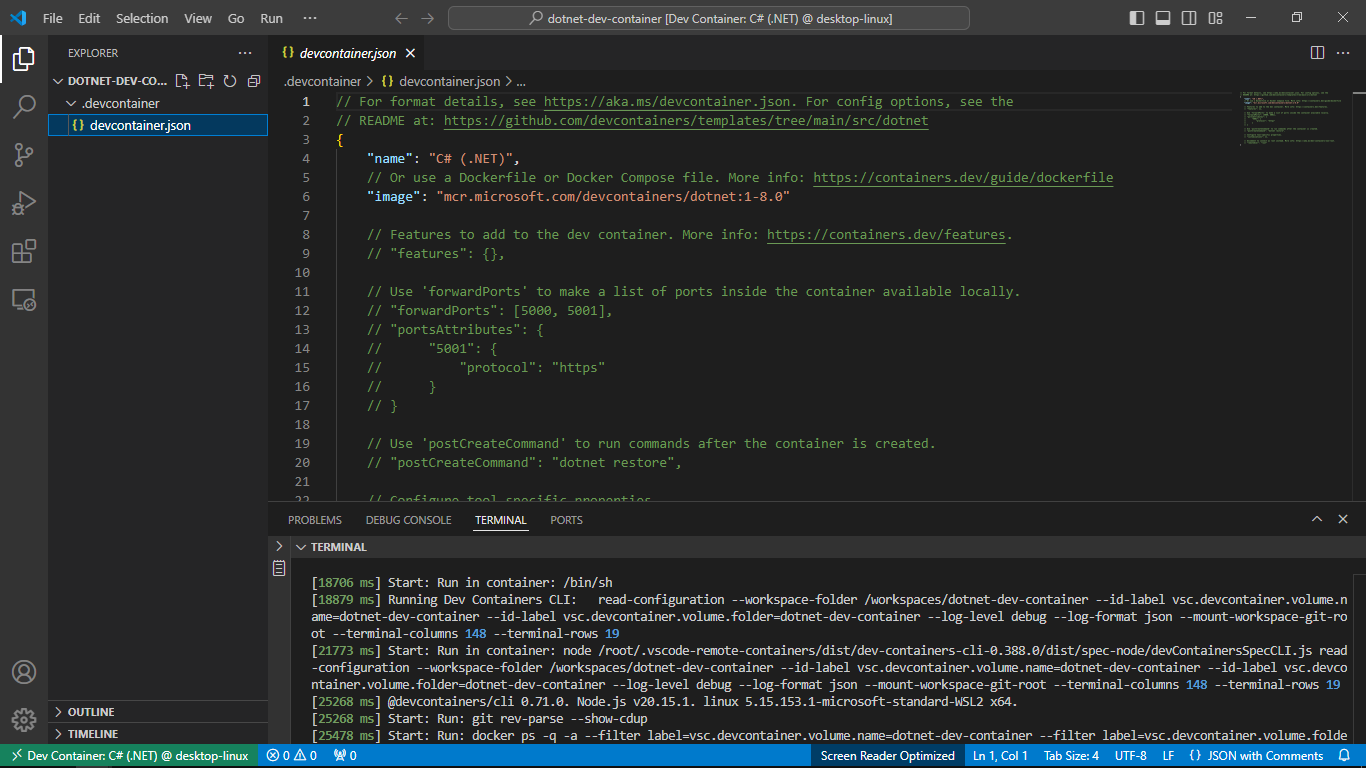 File Edit Selection View Go Run ···
dotnet-dev-container [Dev Container: C# (.NET) @ desktop-linux]
EXPLORER
DOTNET-DEV-CO...
.devcontainer
{} devcontainer.json
OUTLINE
TIMELINE
{} devcontainer.json
.devcontainer > {} devcontainer.json > ...
1 // For format details, see https://aka.ms/devcontainer.json. For config options, see the
2 // README at: https://github.com/devcontainers/templates/tree/main/src/dotnet
3 {
4 "name": "C# (.NET)",
5 // Or use a Dockerfile or Docker Compose file. More info: https://containers.dev/guide/dockerfile
6 "image": "mcr.microsoft.com/devcontainers/dotnet:1-8.0"
7
8 // Features to add to the dev container. More info: https://containers.dev/features.
9 // "features": {},
10
11 // Use 'forwardPorts' to make a list of ports inside the container available locally.
12 // "forwardPorts": [5000, 5001],
13 // "portsAttributes": {
14 // "5001": {
15 // "protocol": "https"
16 // }
17 // }
18
19 // Use 'postCreateCommand' to run commands after the container is created.
20 // "postCreateCommand": "dotnet restore",
21
22 // Configure tool-specific properties.
PROBLEMS DEBUG CONSOLE TERMINAL PORTS
TERMINAL
[18706 ms] Start: Run in container: /bin/sh
[18879 ms] Running Dev Containers CLI: read-configuration --workspace-folder /workspaces/dotnet-dev-container --id-label vsc.devcontainer.volume.n
ame=dotnet-dev-container --id-label vsc.devcontainer.volume.folder=dotnet-dev-container --log-level debug --log-format json --mount-workspace-git-ro
ot --terminal-columns 148 --terminal-rows 19
[21773 ms] Start: Run in container: node /root/.vscode-remote-containers/dist/dev-containers-cli-0.388.0/dist/spec-node/devContainersSpecCLI.js read
-configuration --workspace-folder /workspaces/dotnet-dev-container --id-label vsc.devcontainer.volume.name=dotnet-dev-container --id-label vsc.devco
ntainer.volume.folder=dotnet-dev-container --log-level debug --log-format json --mount-workspace-git-root --terminal-columns 148 --terminal-rows 19
[25268 ms] @devcontainers/cli 0.71.0. Node.js v20.15.1. linux 5.15.153.1-microsoft-standard-WSL2 x64.
[25268 ms] Start: Run: git rev-parse --show-cdup
[25478 ms] Start: Run: docker ps -q -a --filter label=vsc.devcontainer.volume.name=dotnet-dev-container --filter label=vsc.devcontainer.volume.folde
Dev Container: C# (.NET) @ desktop-linux 0 0 0 Screen Reader Optimized Ln 1, Col 1 Tab Size: 4 UTF-8 LF {} JSON with Comments